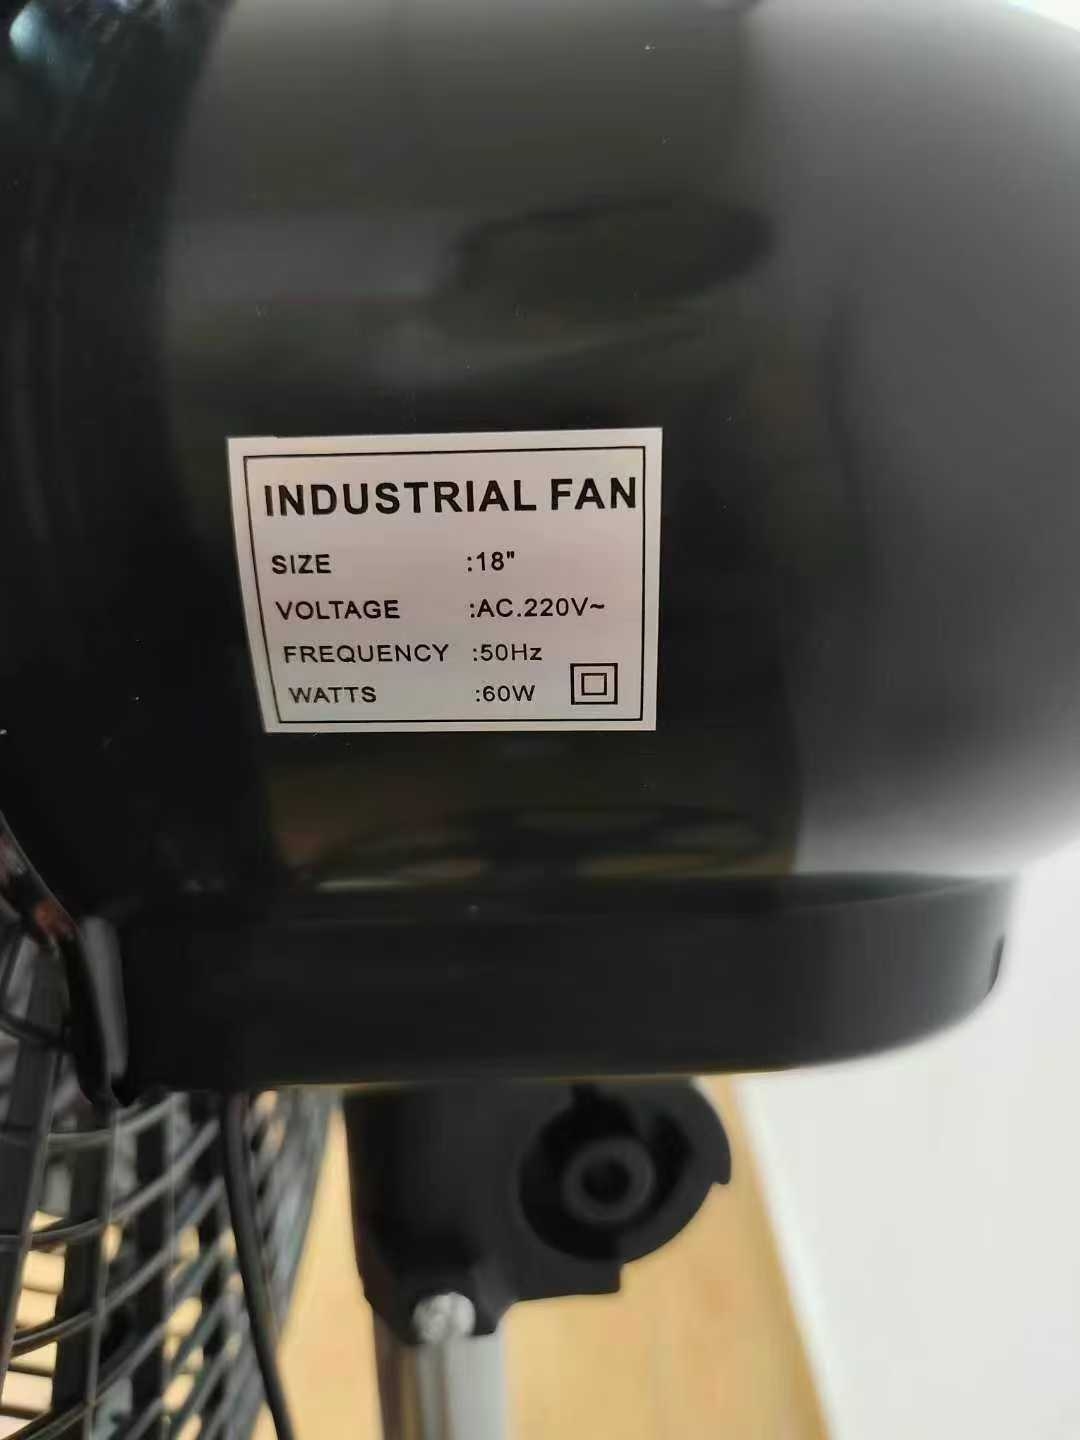 INDUSTRIAL FAN
SIZE :18"
VOLTAGE :AC.220V~
FREQUENCY :50Hz
WATTS :60W